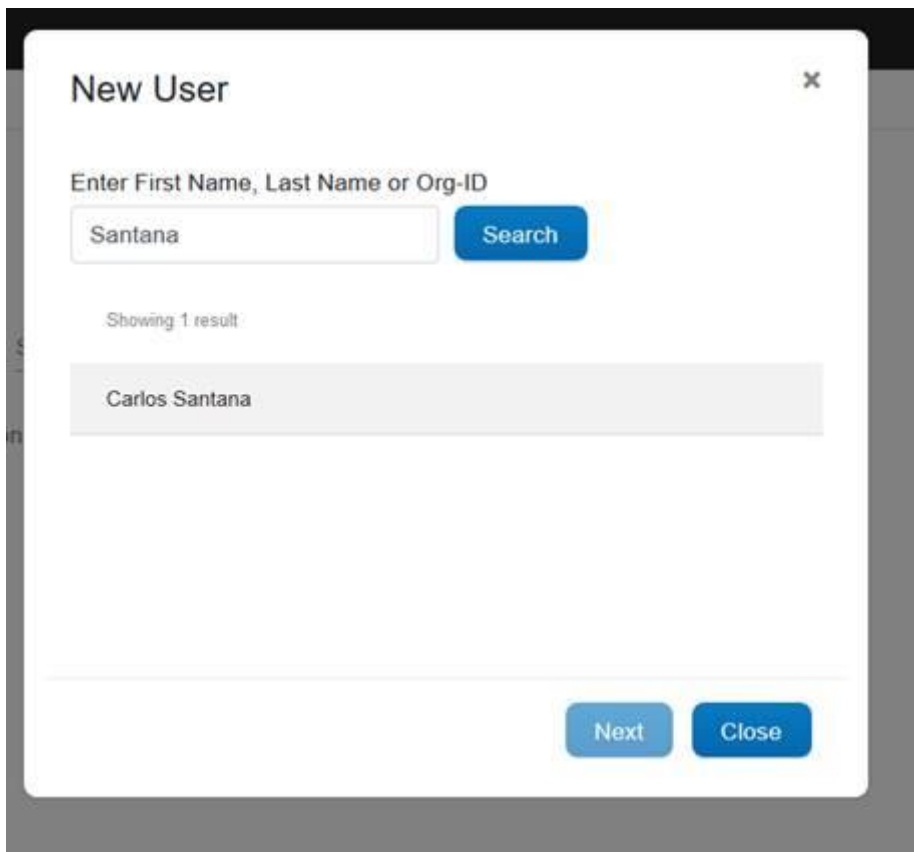 New User
×
Enter First Name, Last Name or Org-ID
Santana
Search
Showing 1 result
Carlos Santana
Next
Close